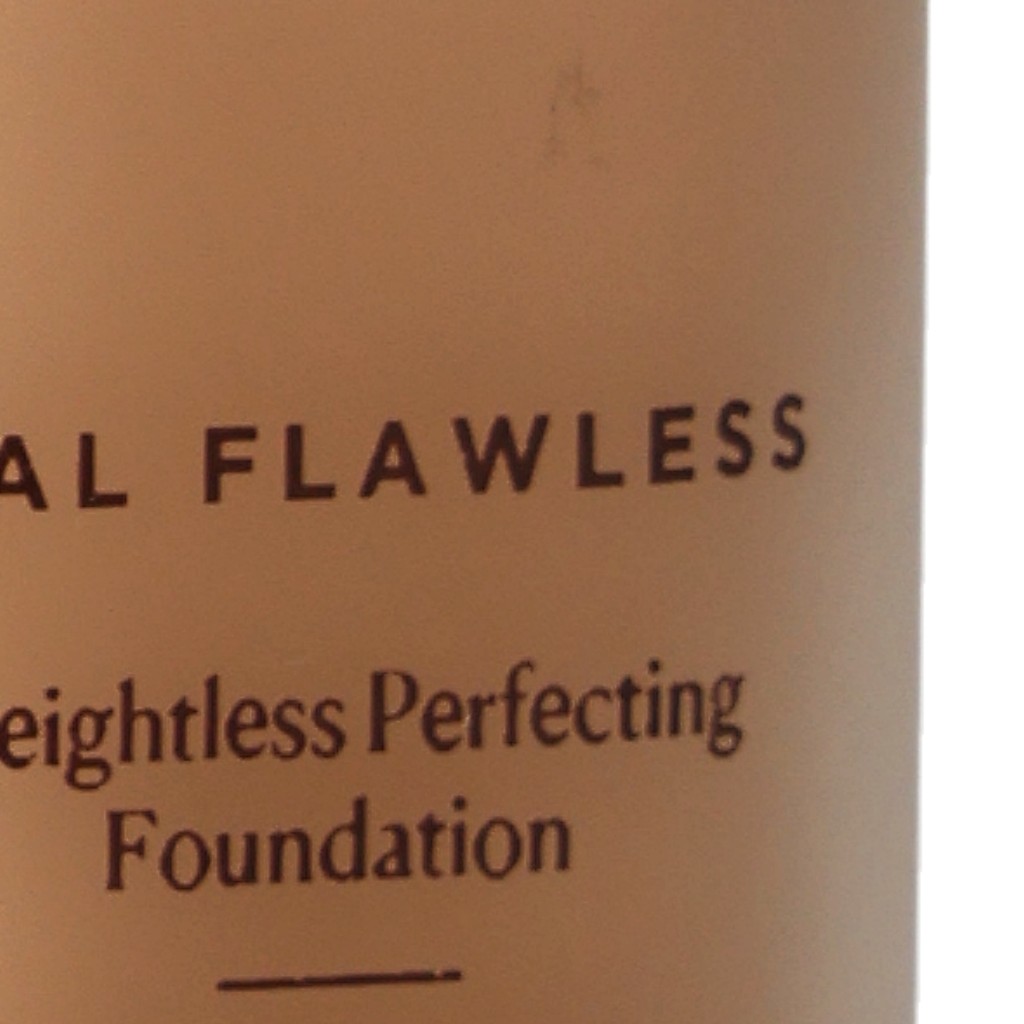 AL FLAWLESS
eightless Perfecting
Foundation